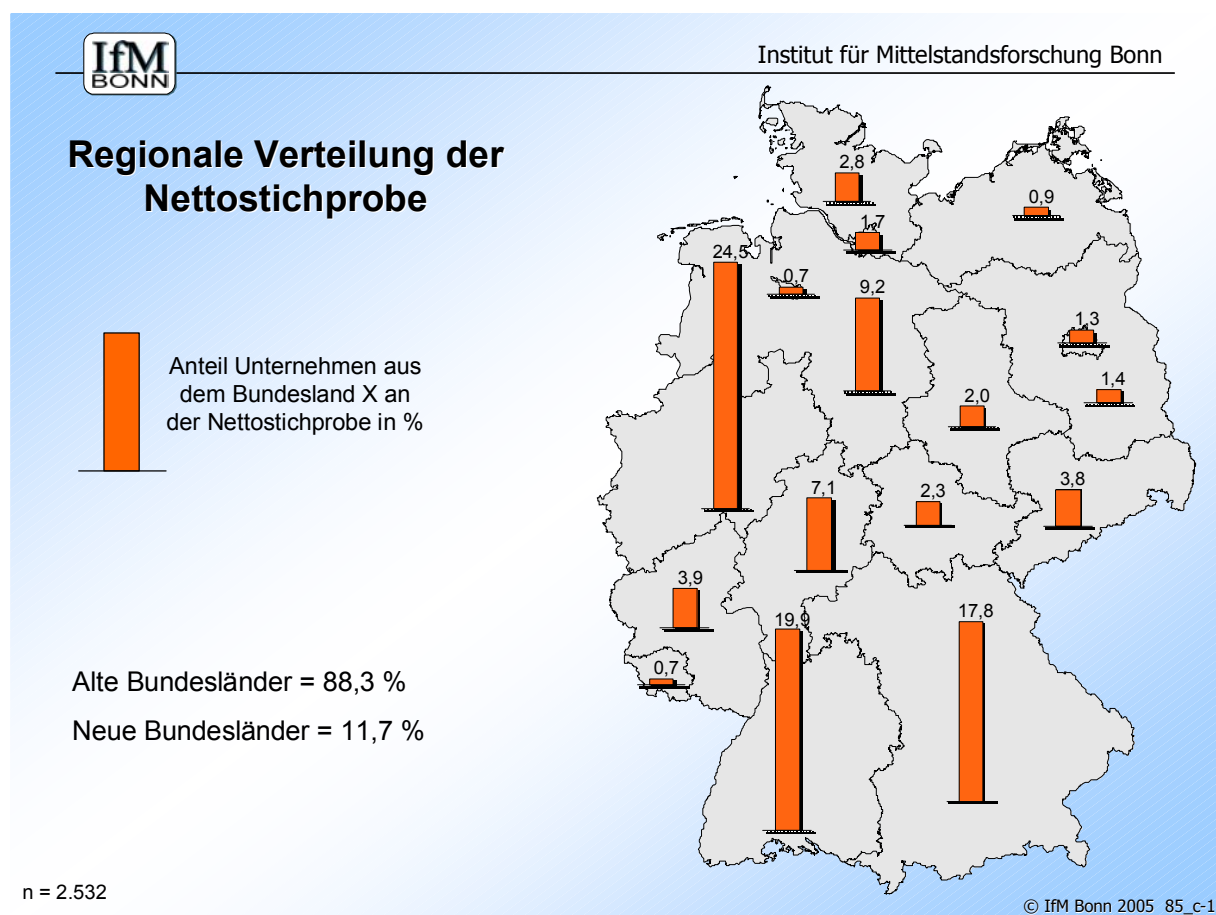 IfM
BONN
Institut für Mittelstandsforschung Bonn
Regionale Verteilung der
Nettostichprobe
Anteil Unternehmen aus
dem Bundesland X an
der Nettostichprobe in %
Alte Bundesländer = 88,3 %
Neue Bundesländer = 11,7 %
2,8
0,9
1,7
24,5
0,7
9,2
1,3
1,4
2,0
7,1
2,3
3,8
3,9
19,9
17,8
0,7
n = 2.532
© IfM Bonn 2005 85_c-1